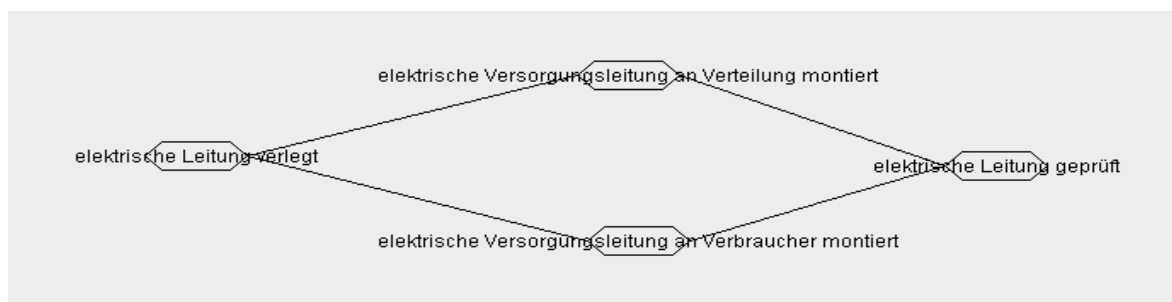 elektrische Versorgungsleitung an Verteilung montiert
elektrische Leitung verlegt
elektrische Leitung geprüft
elektrische Versorgungsleitung an Verbraucher montiert